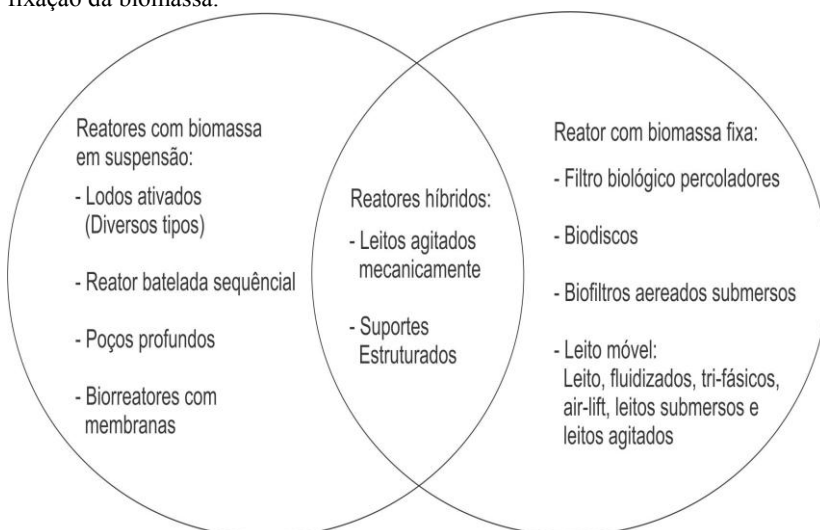 fixação da biomassa.
Reatores com biomassa
em suspensão:
- Lodos ativados
(Diversos tipos)
- Reator batelada sequêncial
- Poços profundos
- Biorreatores com
membranas
Reatores híbridos:
- Leitos agitados
mecanicamente
- Suportes
Estruturados
Reator com biomassa fixa:
- Filtro biológico percoladores
- Biodiscos
- Biofiltros aereados submersos
- Leito móvel:
Leito, fluidizados, tri-fásicos,
air-lift, leitos submersos e
leitos agitados